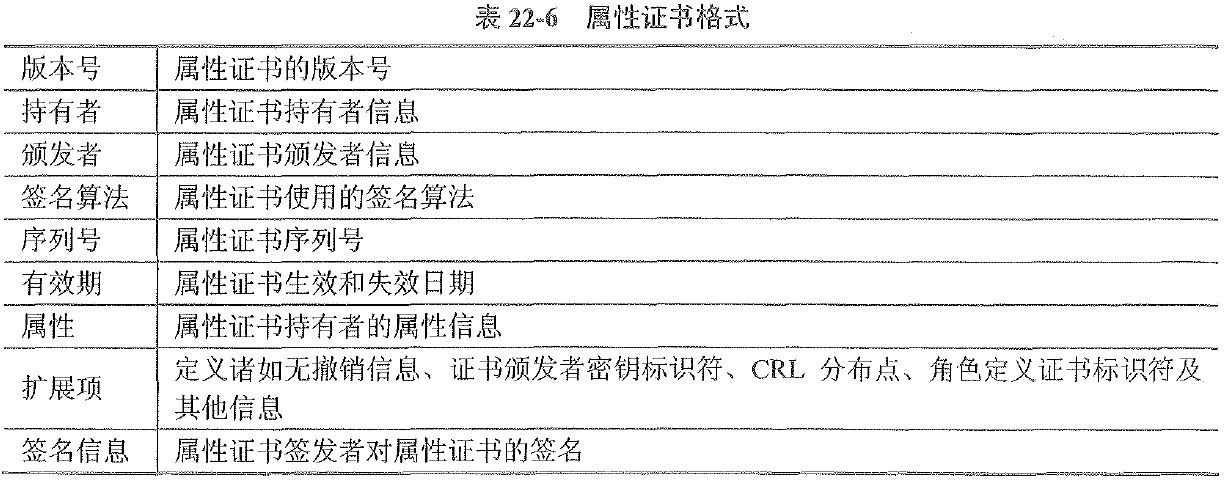 表 22-6 属性证书格式
版本号 属性证书的版本号
持有者 属性证书持有者信息
颁发者 属性证书颁发者信息
签名算法 属性证书使用的签名算法
序列号 属性证书序列号
有效期 属性证书生效和失效日期
属性 属性证书持有者的属性信息
扩展项 定义诸如无撤销信息、证书颁发者密钥标识符、CRL 分布点、角色定义证书标识符及
其他信息
签名信息 属性证书签发者对属性证书的签名